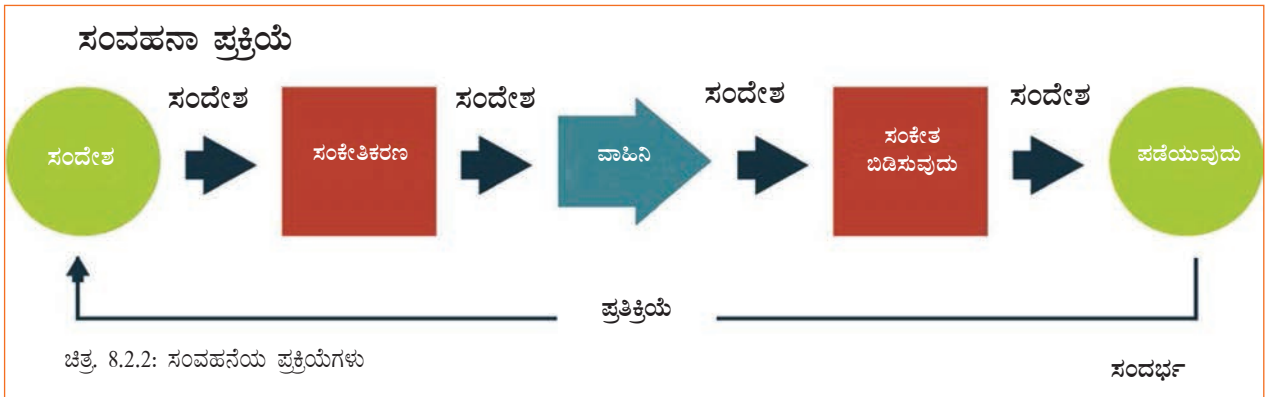 ಸಂವಹನಾ ಪ್ರಕ್ರಿಯೆ
ಸಂದೇಶ
ಸಂದೇಶ
ಸಂದೇಶ
ಸಂದೇಶ
ಸಂದೇಶ
ಸಂಕೇತಿಕರಣ
ವಾಹಿನಿ
ಸಂಕೇತ
ಬಿಡಿಸುವುದು
ಪಡೆಯುವುದು
ಪ್ರತಿಕ್ರಿಯೆ
ಚಿತ್ರ. 8.2.2: ಸಂವಹನೆಯ ಪ್ರಕ್ರಿಯೆಗಳು
ಸಂದರ್ಭ